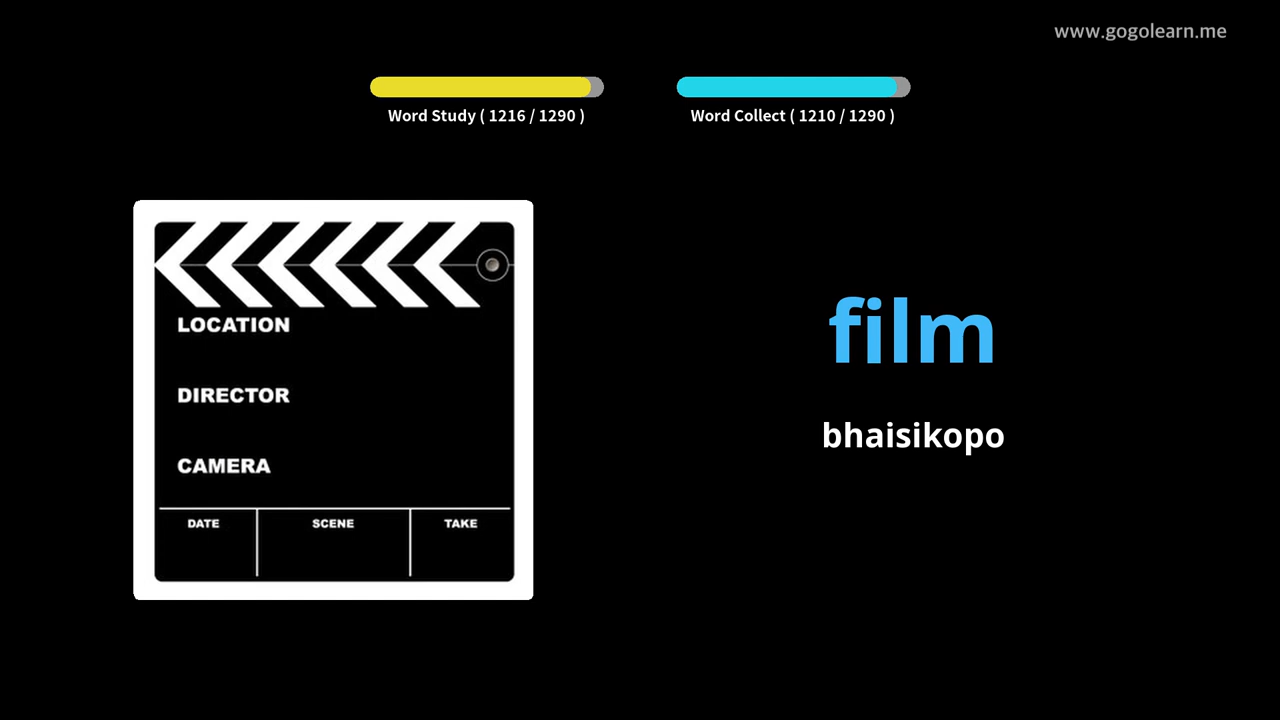 www.gogolearn.me
Word Study ( 1216 / 1290 )
Word Collect ( 1210 / 1290 )
LOCATION
DIRECTOR
CAMERA
DATE
SCENE
TAKE
film
bhaisikopo